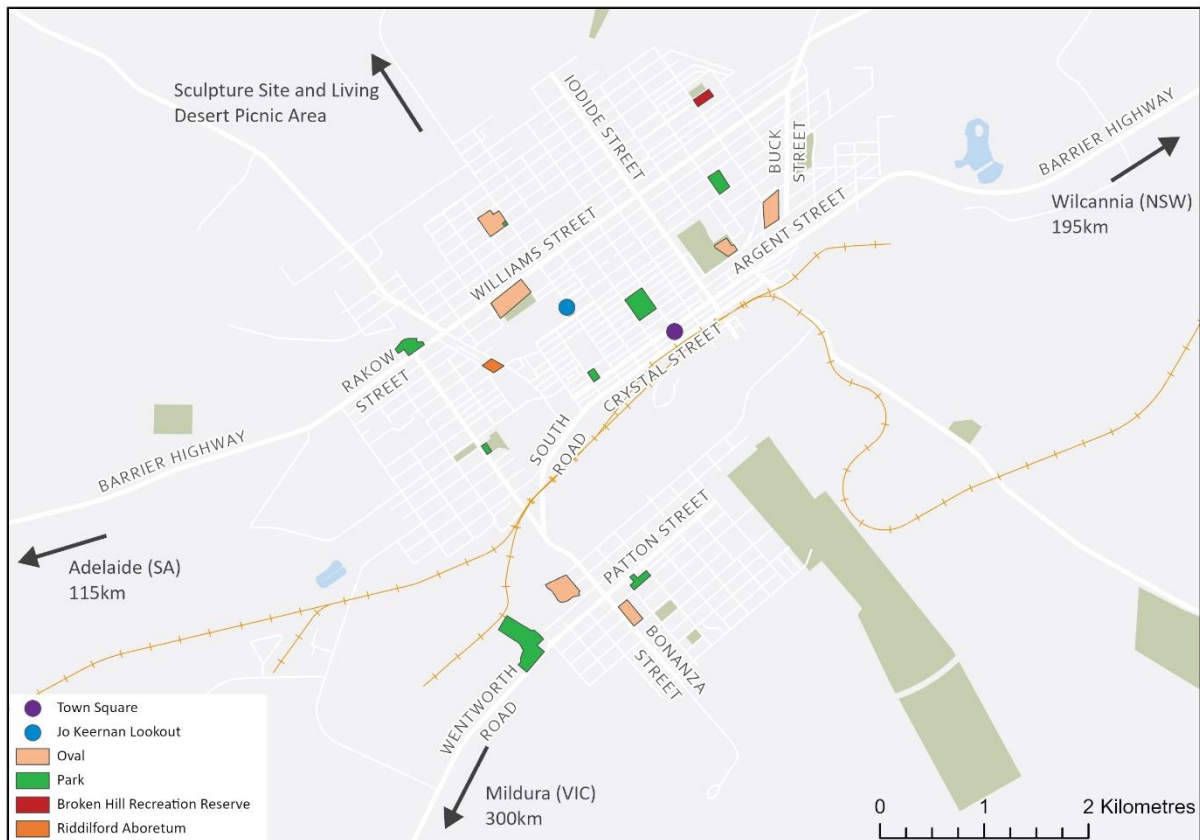 Sculpture Site and Living
Desert Picnic Area
IODIDE STREET
BUCK
STREET
BARRIER HIGHWAY
Wilcannia (NSW)
195km
WILLIAMS STREET
ARGENT STREET
CRYSTAL STREET
RAKOW
STREET
SOUTH
ROAD
BARRIER HIGHWAY
PATTON STREET
Adelaide (SA)
115km
BONANZA
STREET
WENTWORTH
ROAD
Mildura (VIC)
300km
Town Square
Jo Keernan Lookout
Oval
Park
Broken Hill Recreation Reserve
Riddilford Aboretum
0 1 2 Kilometres